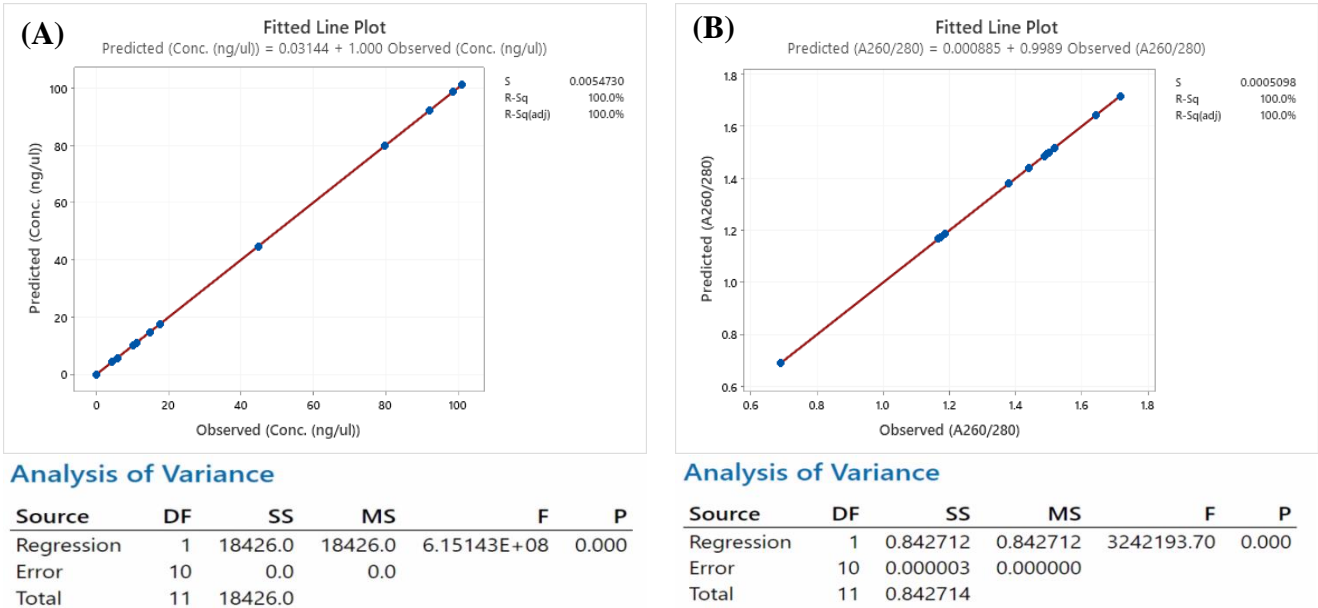 (A)
Fitted Line Plot
Predicted (Conc. (ng/ul)) = 0.03144 + 1.000 Observed (Conc. (ng/ul))
S 0.0054730
R-Sq 100.0%
R-Sq(adj) 100.0%
100
80
60
40
20
0
Predicted (Conc. (ng/ul))
0 20 40 60 80 100
Observed (Conc. (ng/ul))
Analysis of Variance
Source DF SS MS F P
Regression 1 18426.0 18426.0 6.15143E+08 0.000
Error 10 0.0 0.0
Total 11 18426.0
(B)
Fitted Line Plot
Predicted (A260/280) = 0.000885 + 0.9989 Observed (A260/280)
S 0.0005098
R-Sq 100.0%
R-Sq(adj) 100.0%
1.8
1.6
1.4
1.2
1.0
0.8
0.6
Predicted (A260/280)
0.6 0.8 1.0 1.2 1.4 1.6 1.8
Observed (A260/280)
Analysis of Variance
Source DF SS MS F P
Regression 1 0.842712 0.842712 3242193.70 0.000
Error 10 0.000003 0.000000
Total 11 0.842714